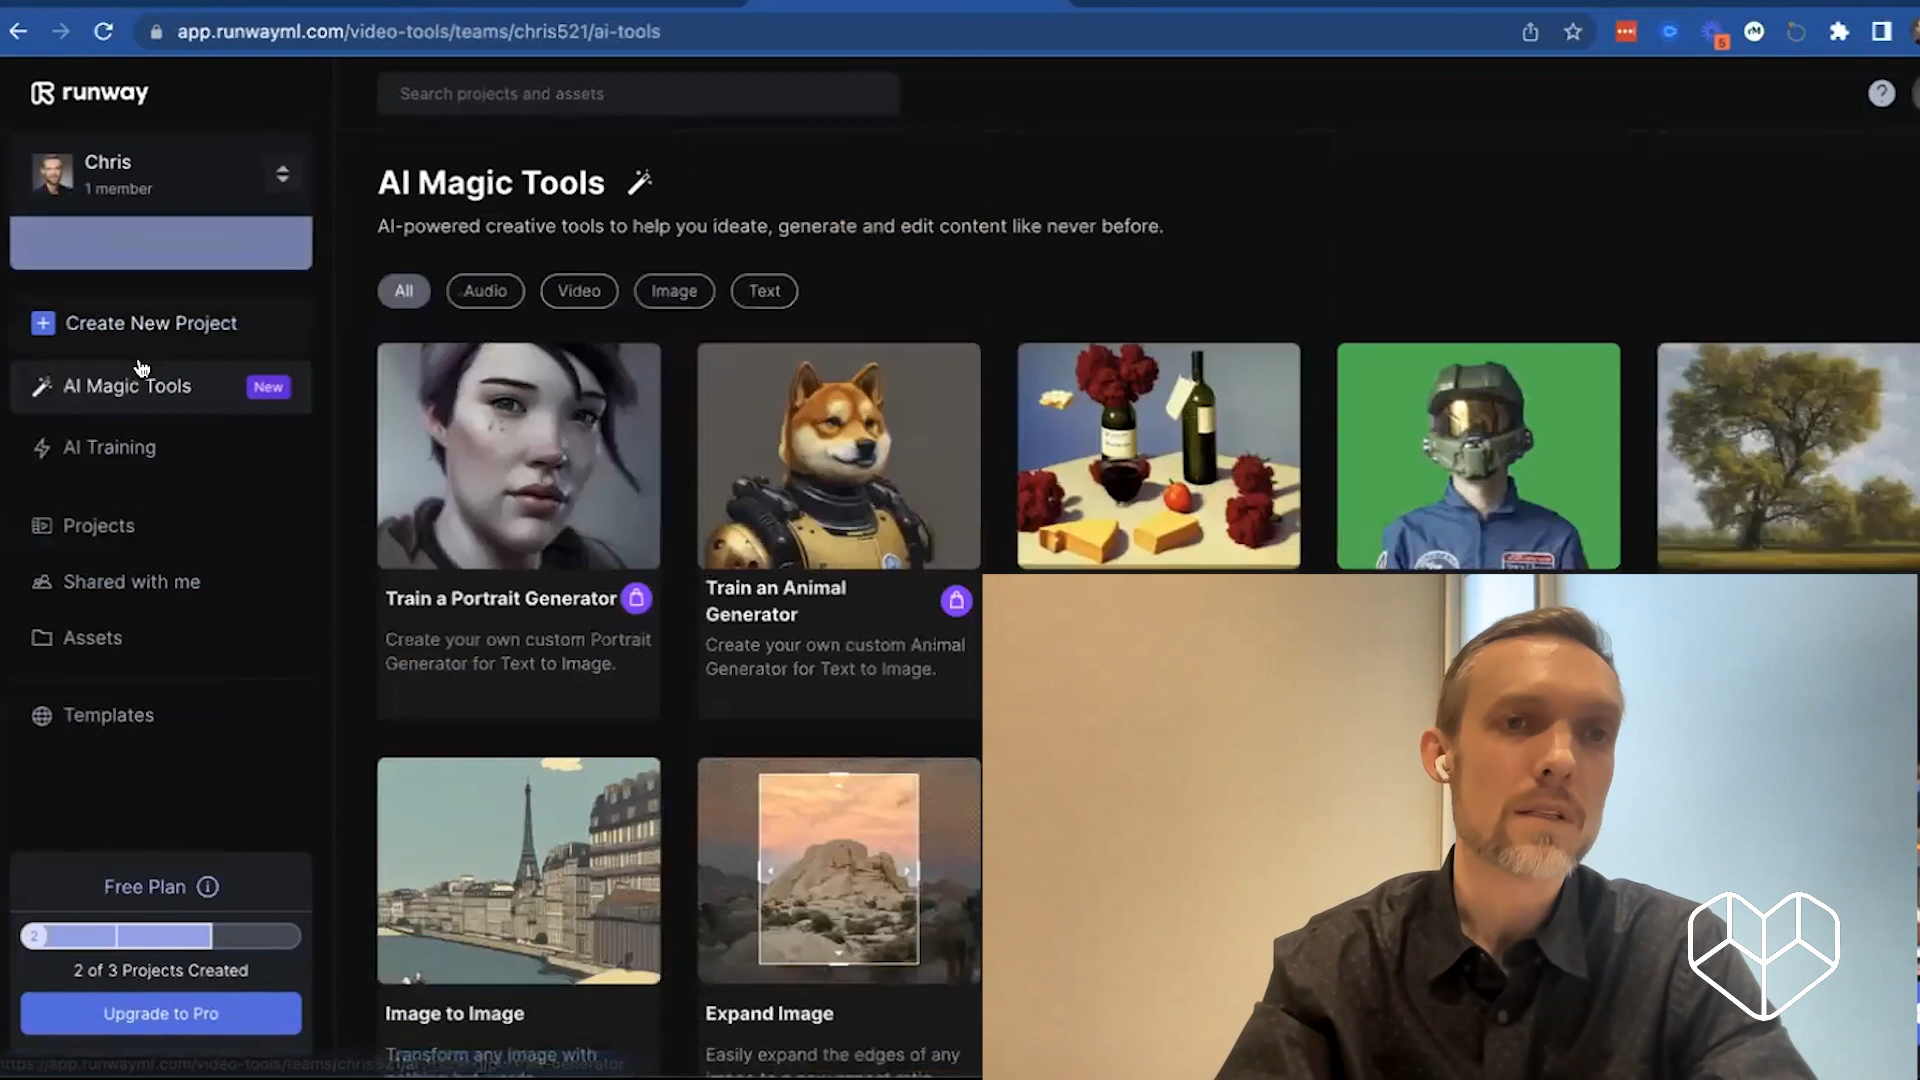 app.runwayml.com/video-tools/teams/chris521/ai-tools
5
runway
Search projects and assets
?
Chris
1 member
AI Magic Tools
AI-powered creative tools to help you ideate, generate and edit content like never before.
All
Audio
Video
Image
Text
Create New Project
AI Magic Tools
New
AI Training
Projects
Shared with me
Assets
Templates
Train a Portrait Generator
Create your own custom Portrait
Generator for Text to Image.
Train an Animal
Generator
Create your own custom Animal
Generator for Text to Image.
Free Plan
2
2 of 3 Projects Created
Upgrade to Pro
Image to Image
Transform any image with
Expand Image
Easily expand the edges of any